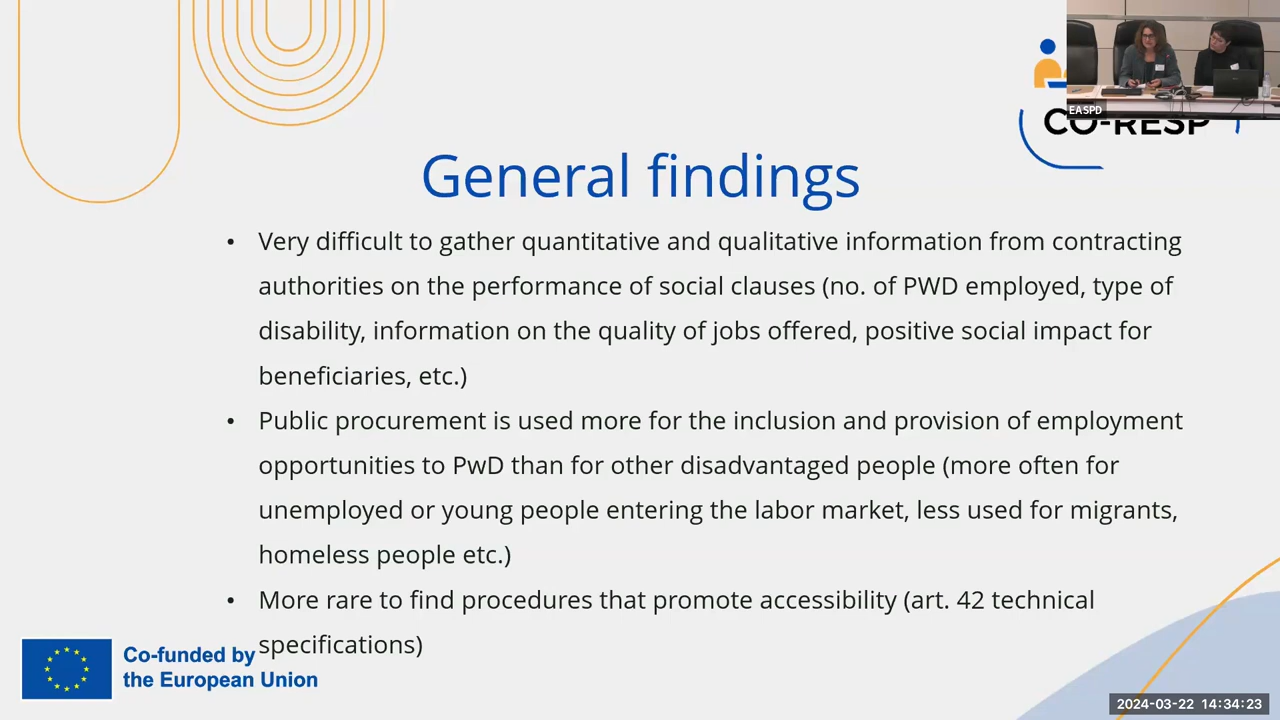 EASPD
CO-RESP
General findings
• Very difficult to gather quantitative and qualitative information from contracting
authorities on the performance of social clauses (no. of PWD employed, type of
disability, information on the quality of jobs offered, positive social impact for
beneficiaries, etc.)
• Public procurement is used more for the inclusion and provision of employment
opportunities to PwD than for other disadvantaged people (more often for
unemployed or young people entering the labor market, less used for migrants,
homeless people etc.)
• More rare to find procedures that promote accessibility (art. 42 technical
specifications)
Co-funded by
the European Union
2024-03-22 14:34:23